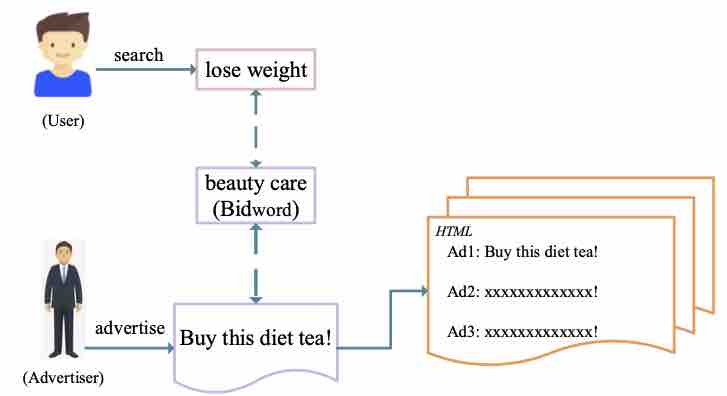 search
lose weight
(User)
beauty care
(Bidword)
HTML
Ad1: Buy this diet tea!
Ad2: xxxxxxxxxxxxx!
Ad3: xxxxxxxxxxxxx!
advertise
Buy this diet tea!
(Advertiser)